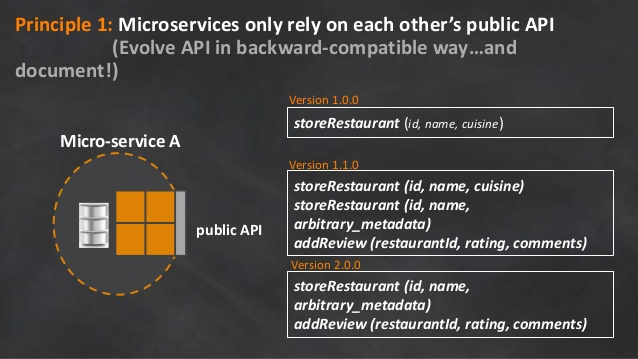 Principle 1: Microservices only rely on each other’s public API
(Evolve API in backward-compatible way…and
document!)
Micro-service A
public API
Version 1.0.0
storeRestaurant (id, name, cuisine)
Version 1.1.0
storeRestaurant (id, name, cuisine)
storeRestaurant (id, name,
arbitrary_metadata)
addReview (restaurantId, rating, comments)
Version 2.0.0
storeRestaurant (id, name,
arbitrary_metadata)
addReview (restaurantId, rating, comments)